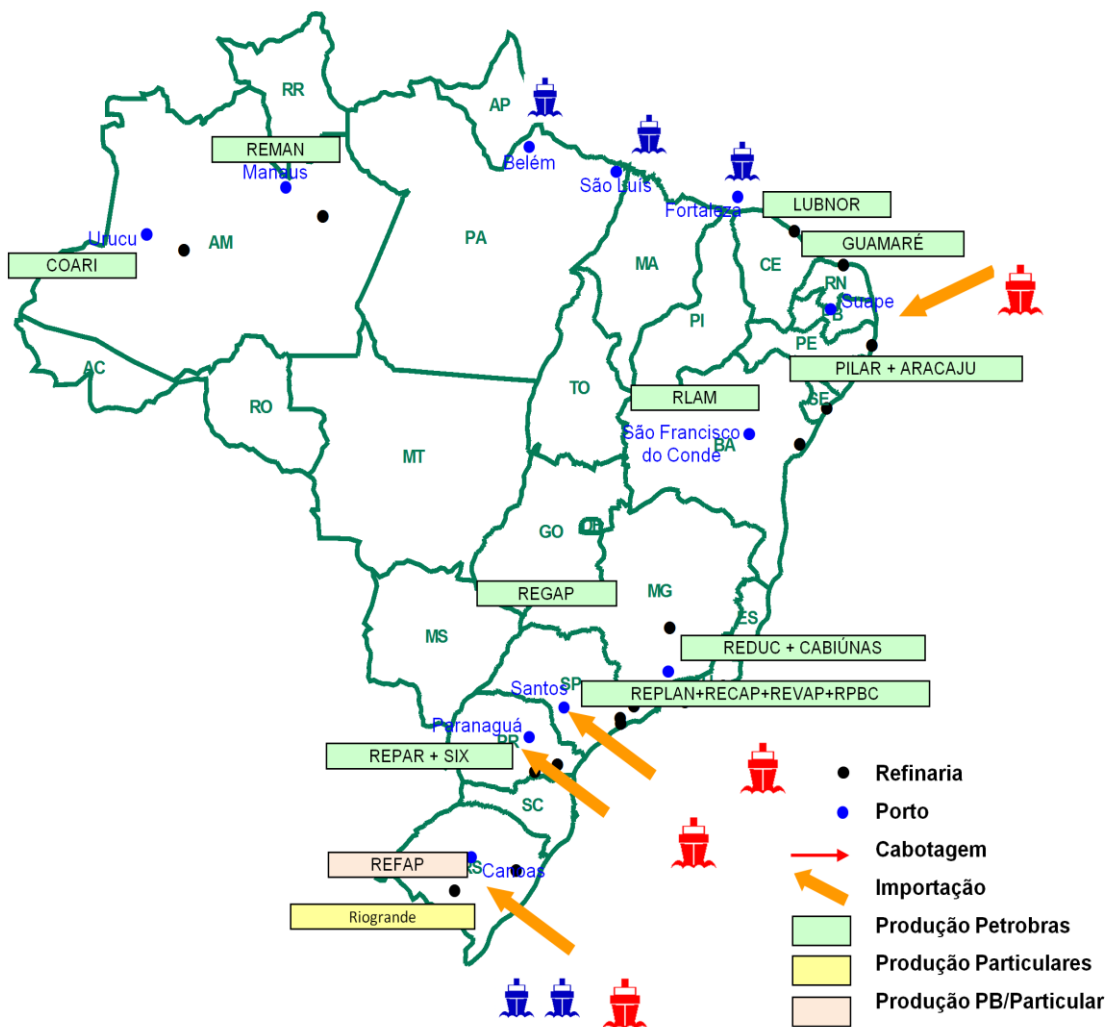 RR
AP
REMAN
Manaus
Belém
São Luís
Fortaleza
LUBNOR
Urucu
AM
PA
GUAMARÉ
COARI
MA
CE
RN
Suape
PB
PI
PE
AC
PILAR + ARACAJU
TO
RLAM
SE
RO
São Francisco
do Conde
BA
MT
GO
DF
REGAP
MG
ES
MS
REDUC + CABIÚNAS
Santos
SP
REPLAN+RECAP+REVAP+RPBC
Paranaguá
PR
REPAR + SIX
SC
REFAP
RS
Canoas
Riogrande
Refinaria
Porto
Cabotagem
Importação
Produção Petrobras
Produção Particulares
Produção PB/Particular